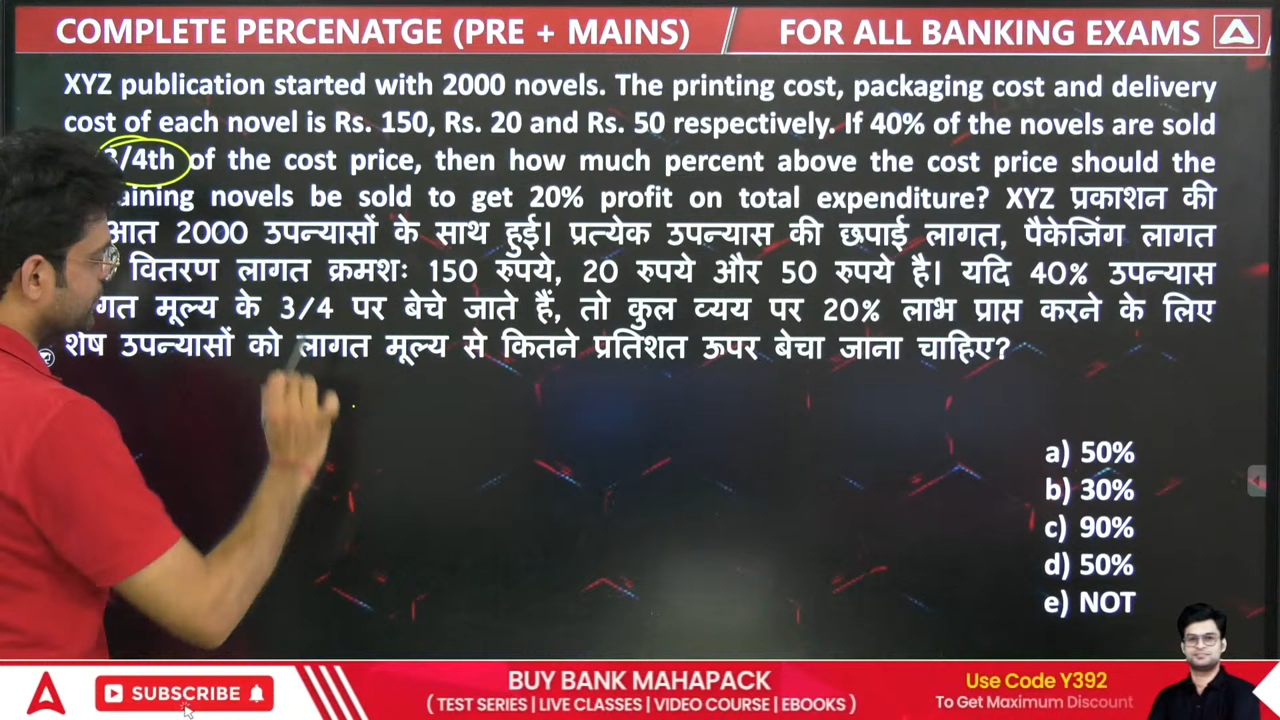 COMPLETE PERCENATGE (PRE + MAINS)
FOR ALL BANKING EXAMS
XYZ publication started with 2000 novels. The printing cost, packaging cost and delivery
cost of each novel is Rs. 150, Rs. 20 and Rs. 50 respectively. If 40% of the novels are sold
3/4th of the cost price, then how much percent above the cost price should the
novels be sold to get 20% profit on total expenditure? XYZ प्रकाशन की
2000 उपन्यासों के साथ हुई। प्रत्येक उपन्यास की छपाई लागत, पैकेजिंग लागत
वितरण लागत क्रमशः 150 रुपये, 20 रुपये और 50 रुपये है। यदि 40% उपन्यास
मूल्य के 3/4 पर बेचे जाते हैं, तो कुल व्यय पर 20% लाभ प्राप्त करने के लिए
शेष उपन्यासों को लागत मूल्य से कितने प्रतिशत ऊपर बेचा जाना चाहिए?
a) 50%
b) 30%
c) 90%
d) 50%
e) NOT
SUBSCRIBE
BUY BANK MAHAPACK
( TEST SERIES | LIVE CLASSES | VIDEO COURSE | EBOOKS )
Use Code Y392
To Get Maximum Discount